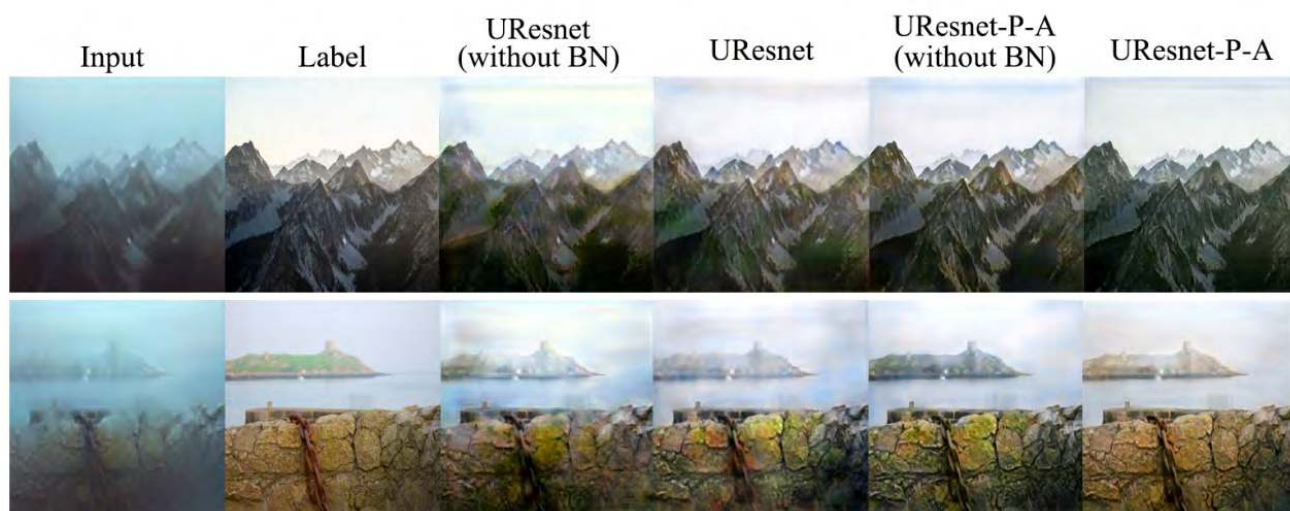 Input
Label
UResnet
(without BN)
UResnet
UResnet-P-A
(without BN)
UResnet-P-A